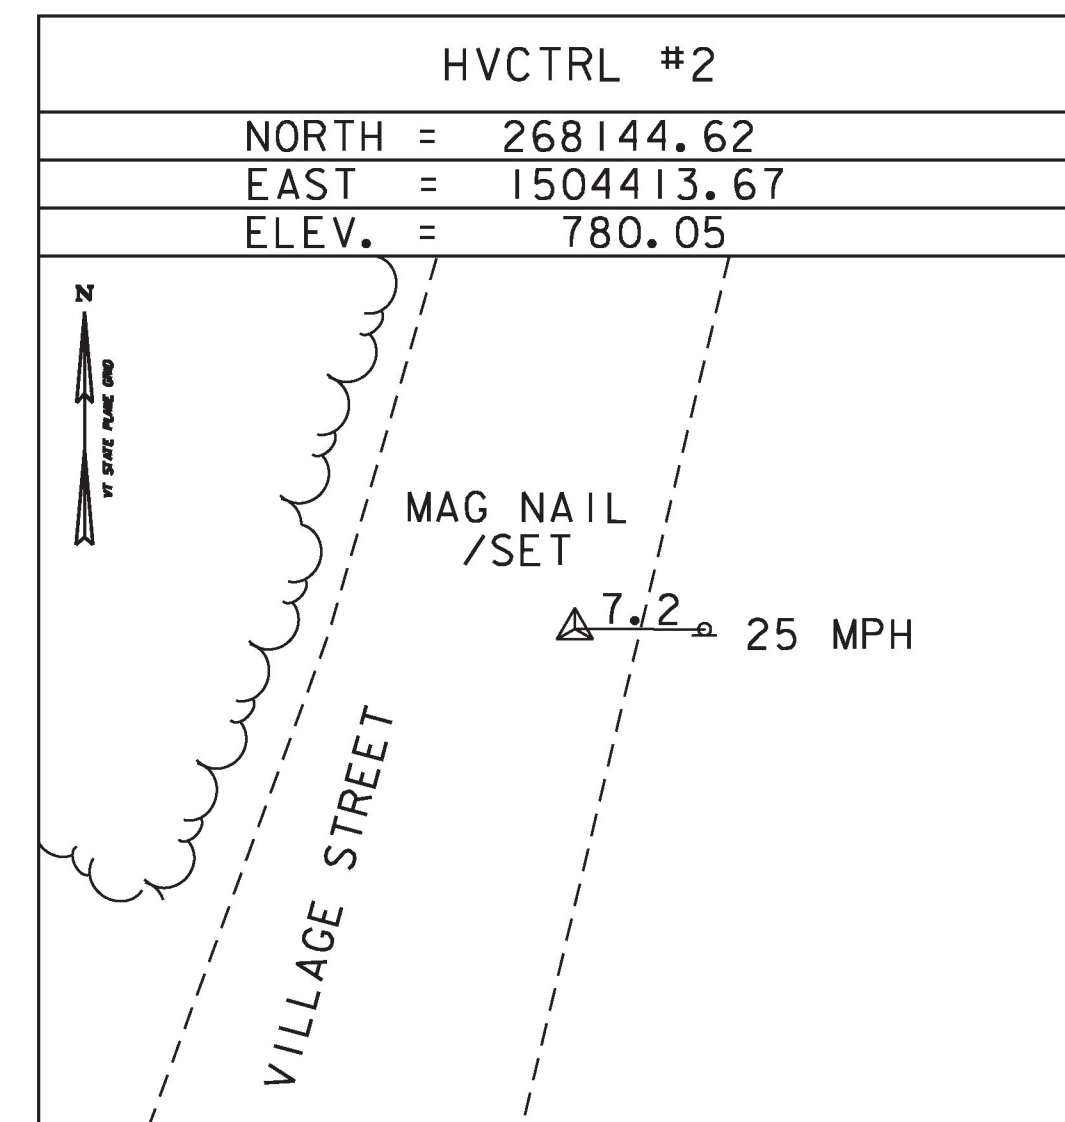 HVCTRL #2
NORTH = 268144.62
EAST = 1504413.67
ELEV. = 780.05
N
VT STATE PLANE GRID
MAG NAIL
/SET
7.2
25 MPH
VILLAGE STREET